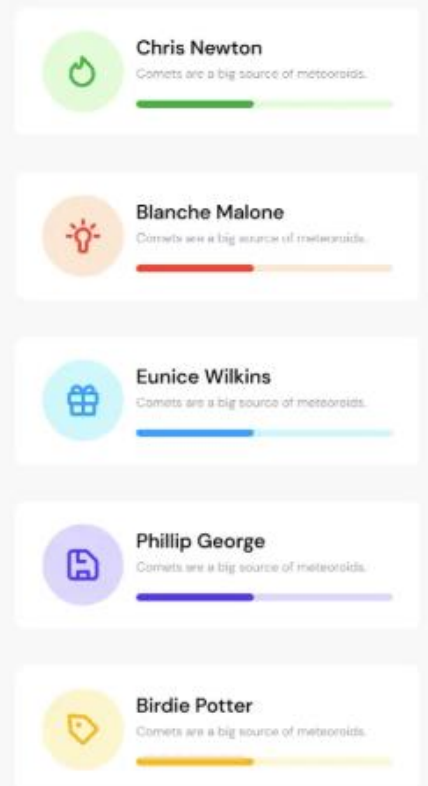 Chris Newton
Comets are a big source of meteoroids.
Blanche Malone
Comets are a big source of meteoroids.
Eunice Wilkins
Comets are a big source of meteoroids.
Phillip George
Comets are a big source of meteoroids.
Birdie Potter
Comets are a big source of meteoroids.